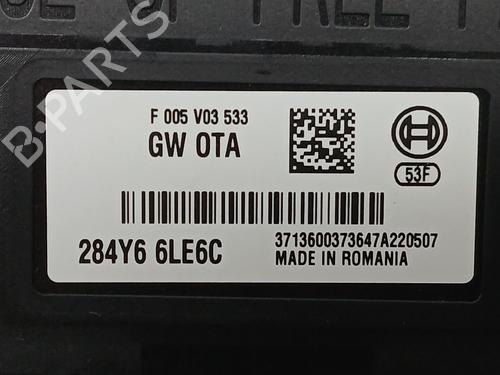 F 005 V03 533
GW OTA
53F
284Y6 6LE6C
3713600373647A220507
MADE IN ROMANIA
B-PARTS